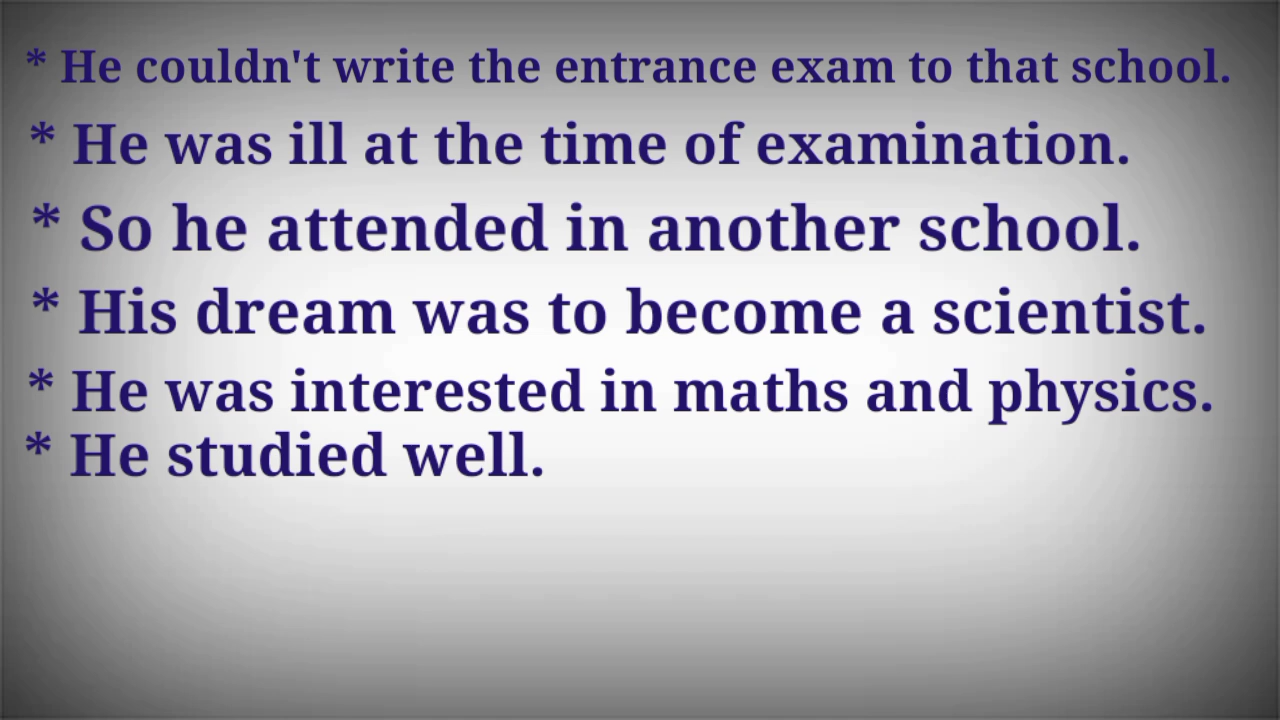 * He couldn't write the entrance exam to that school.
* He was ill at the time of examination.
* So he attended in another school.
* His dream was to become a scientist.
* He was interested in maths and physics.
* He studied well.